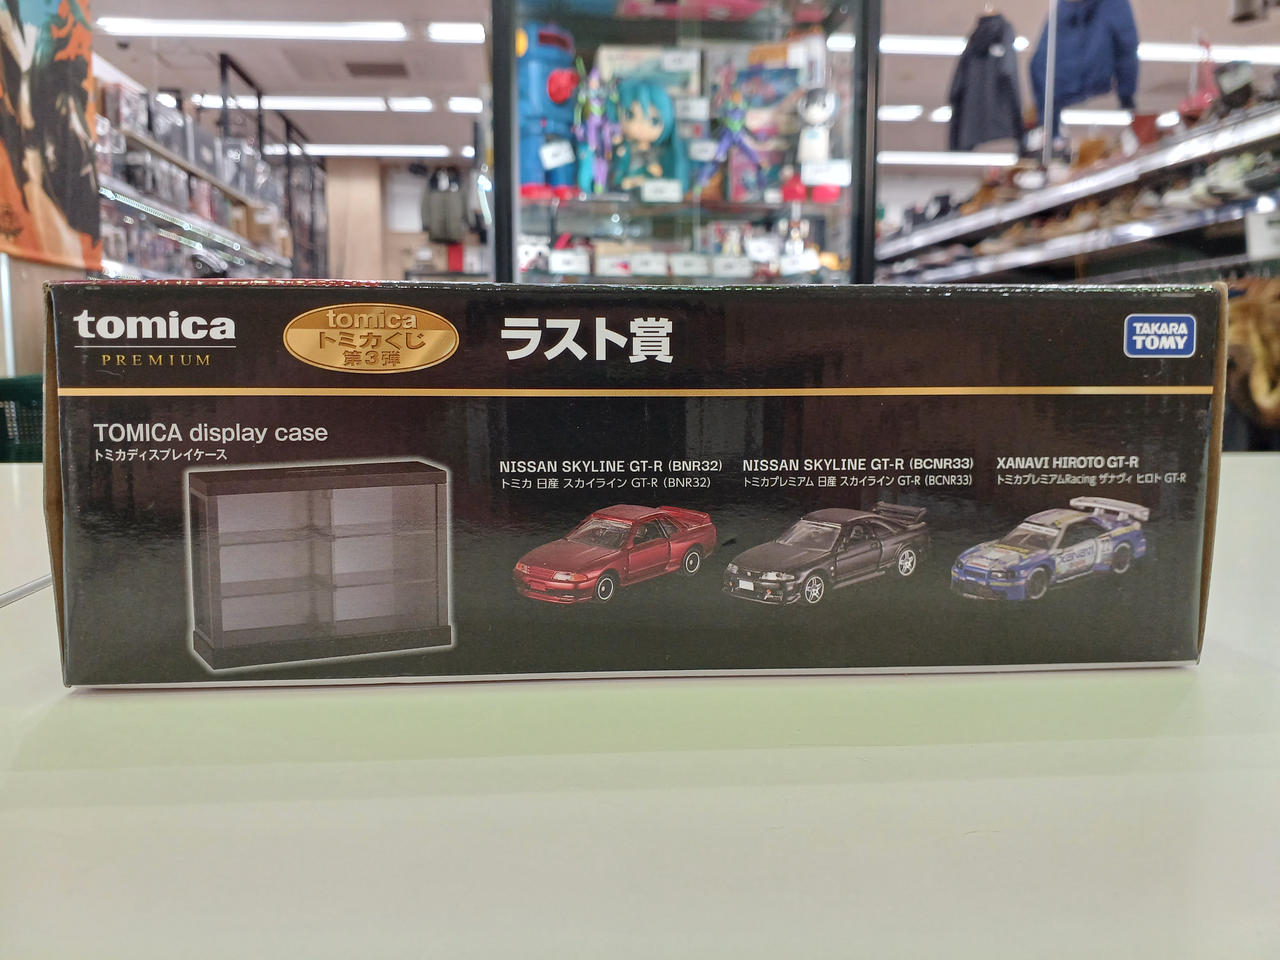 tomica
PREMIUM
tomica
トミカくじ
第3弾
ラスト賞
TAKARA
TOMY
TOMICA display case
トミカディスプレイケース
NISSAN SKYLINE GT-R (BNR32)
トミカ 日産 スカイライン GT-R (BNR32)
NISSAN SKYLINE GT-R (BCNR33)
トミカプレミアム 日産 スカイライン GT-R (BCNR33)
XANAVI HIROTO GT-R
トミカプレミアムRacing ザナヴィ ヒロト GT-R